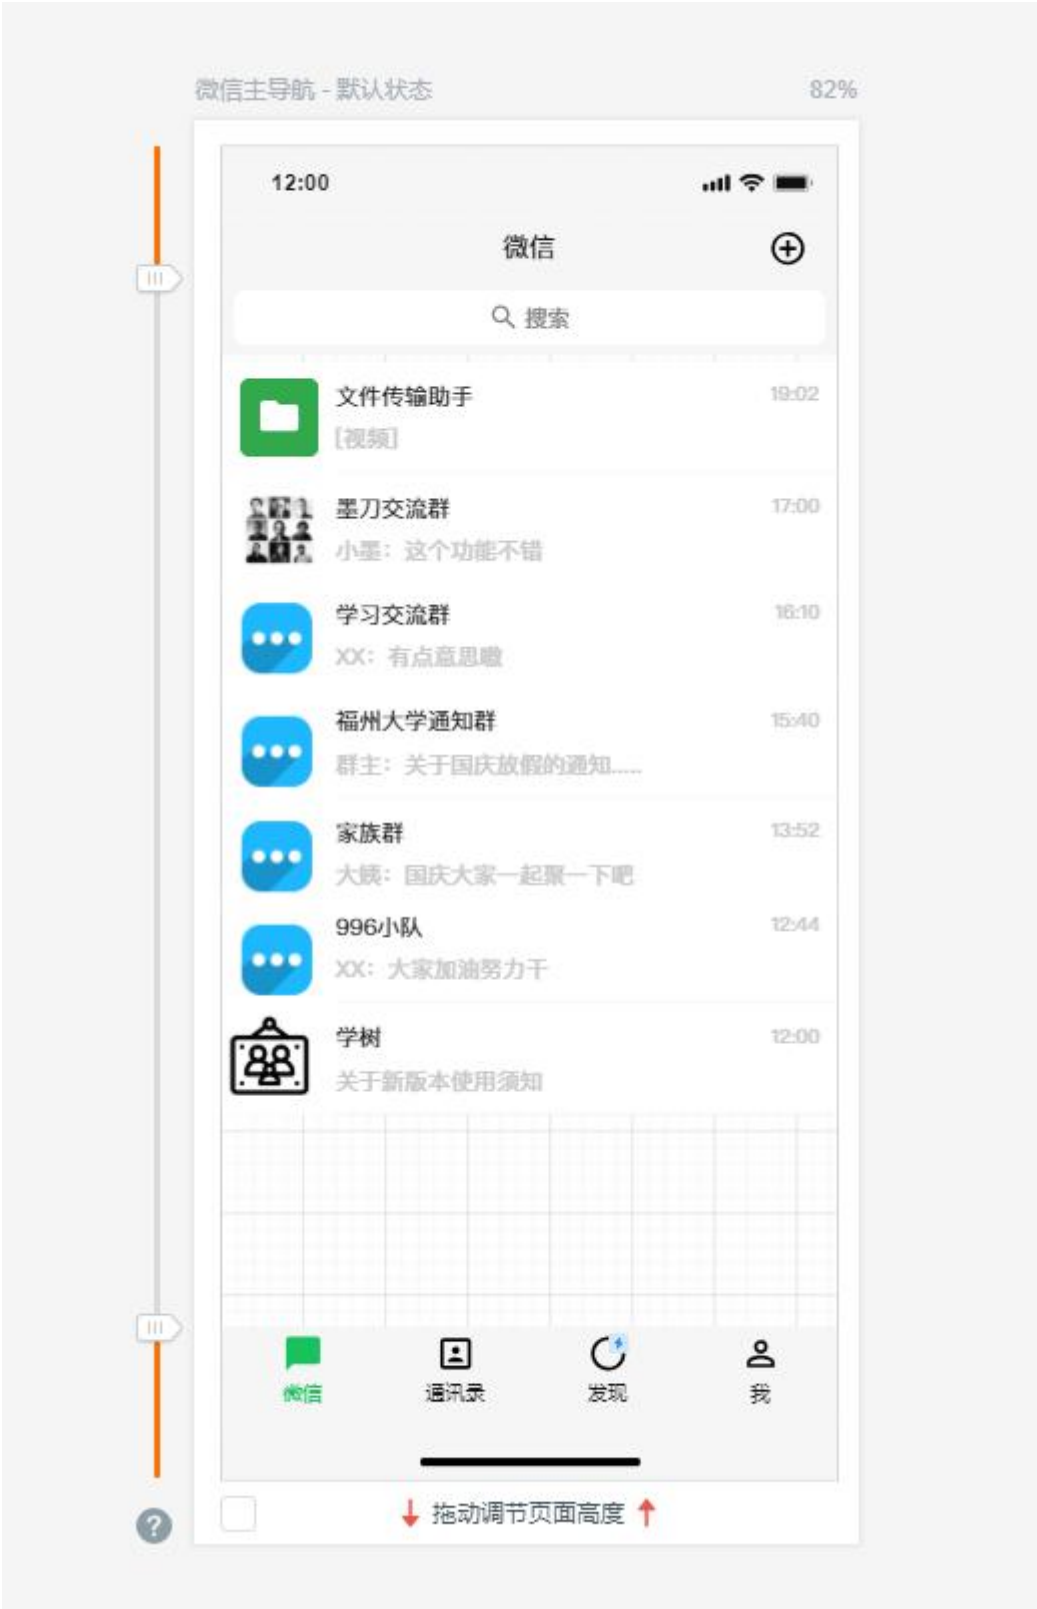 微信主导航 - 默认状态 82%
12:00
微信
搜索
文件传输助手 19:02
[视频]
墨刀交流群 17:00
小墨：这个功能不错
学习交流群 16:10
XX：有点意思噉
福州大学通知群 15:40
群主：关于国庆放假的通知.....
家族群 13:52
大姨：国庆大家一起聚一下吧
996小队 12:44
XX：大家加油努力干
学树 12:00
关于新版本使用须知
微信 通讯录 发现 我
? ↓ 拖动调节页面高度 ↑